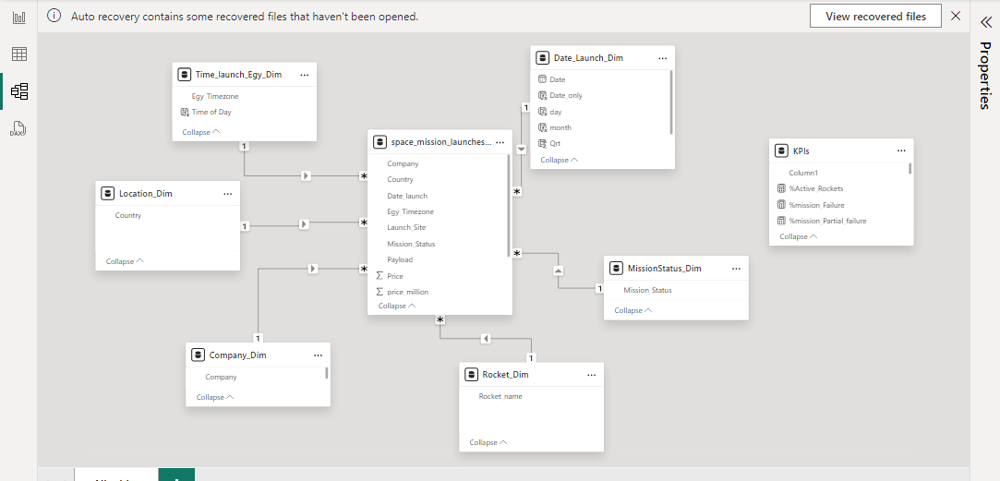 Auto recovery contains some recovered files that haven't been opened.
View recovered files
Properties
DAX
Time_launch_Egy_Dim
Egy_Timezone
Time of Day
Collapse
Date_Launch_Dim
Date
Date_only
day
month
Qrt
Collapse
space_mission_launches...
Company
Country
Date_launch
Egy_Timezone
Launch_Site
Mission_Status
Payload
Price
price_million
Collapse
KPIs
Column1
%Active_Rockets
%mission_Failure
%mission_Partial_failure
Collapse
Location_Dim
Country
Collapse
MissionStatus_Dim
Mission Status
Collapse
Company_Dim
Company
Collapse
Rocket_Dim
Rocket_name
Collapse
1
*
1
*
1
*
1
*
1
*
1
*